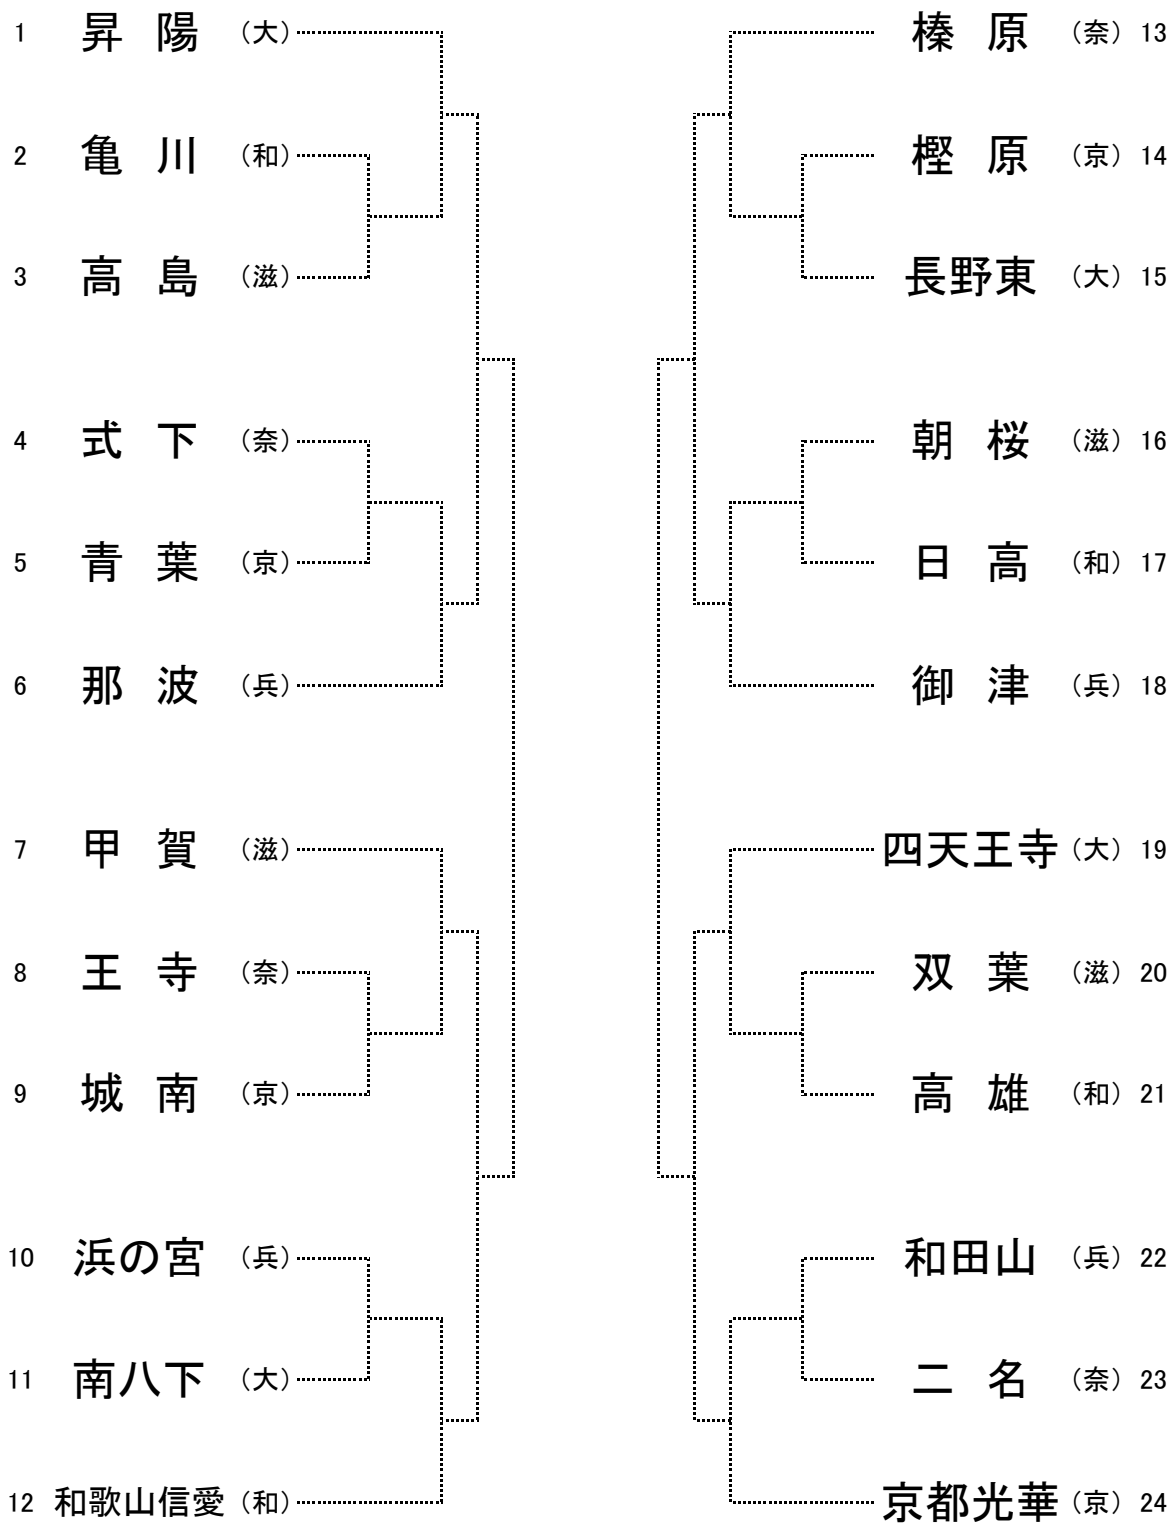 1 昇陽 （大）
2 亀川 （和）
3 高島 （滋）
4 式下 （奈）
5 青葉 （京）
6 那波 （兵）
7 甲賀 （滋）
8 王寺 （奈）
9 城南 （京）
10 浜の宮 （兵）
11 南八下 （大）
12 和歌山信愛 （和）
榛原 （奈） 13
樫原 （京） 14
長野東 （大） 15
朝桜 （滋） 16
日高 （和） 17
御津 （兵） 18
四天王寺 （大） 19
双葉 （滋） 20
高雄 （和） 21
和田山 （兵） 22
二名 （奈） 23
京都光華 （京） 24